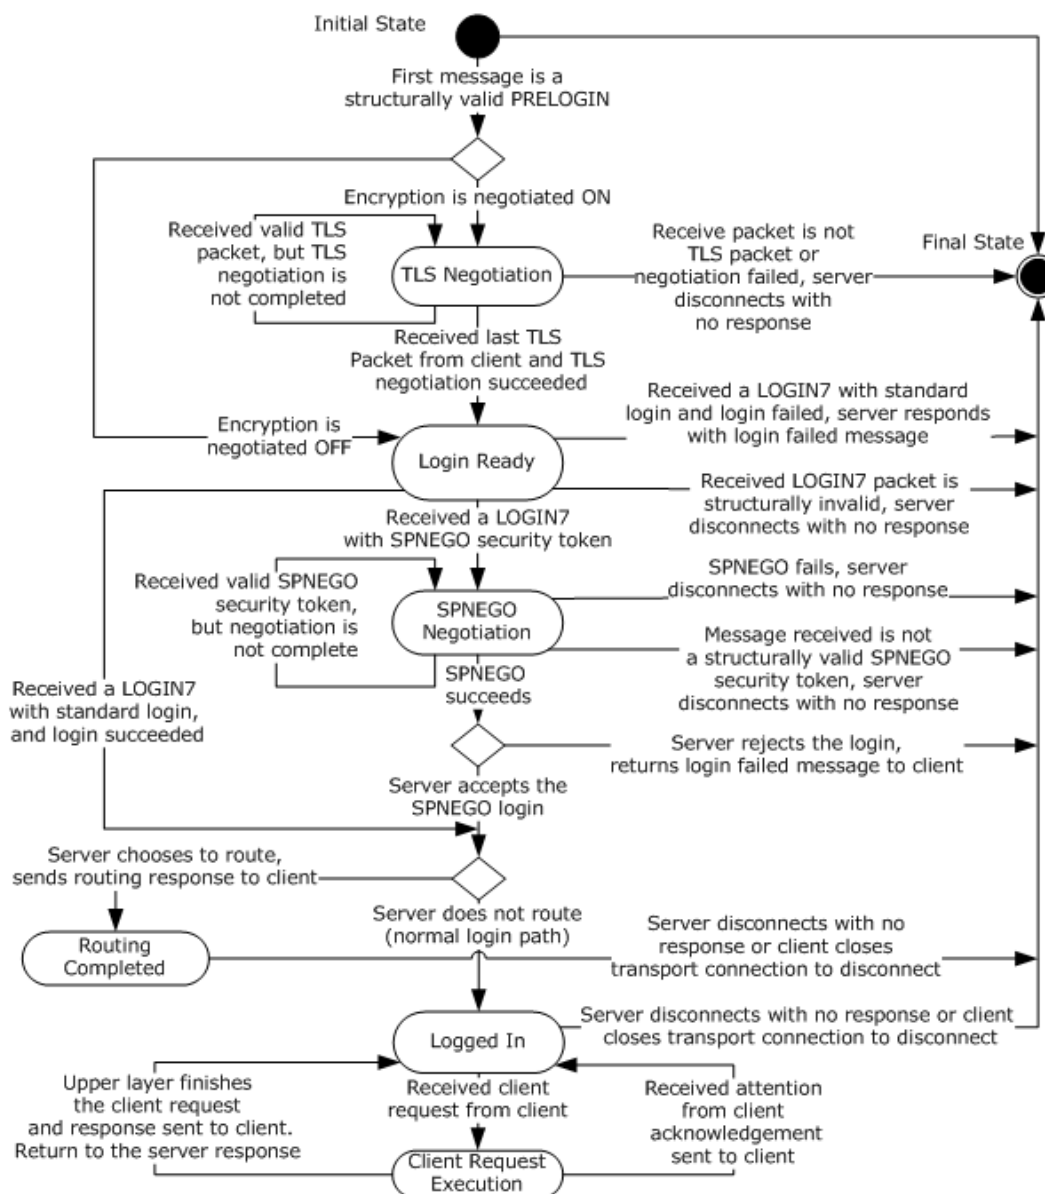 Initial State
First message is a
structurally valid PRELOGIN
Encryption is negotiated ON
Received valid TLS
packet, but TLS
negotiation is
not completed
TLS Negotiation
Receive packet is not
TLS packet or
negotiation failed, server
disconnects with
no response
Final State
Received last TLS
Packet from client and TLS
negotiation succeeded
Encryption is
negotiated OFF
Login Ready
Received a LOGIN7 with standard
login and login failed, server responds
with login failed message
Received LOGIN7 packet is
structurally invalid, server
disconnects with no response
Received a LOGIN7
with SPNEGO security token
Received valid SPNEGO
security token,
but negotiation is
not complete
SPNEGO
Negotiation
SPNEGO fails, server
disconnects with no response
Message received is not
a structurally valid SPNEGO
security token, server
disconnects with no response
SPNEGO
succeeds
Received a LOGIN7
with standard login,
and login succeeded
Server rejects the login,
returns login failed message to client
Server accepts the
SPNEGO login
Server chooses to route,
sends routing response to client
Server does not route
(normal login path)
Routing
Completed
Server disconnects with no
response or client closes
transport connection to disconnect
Logged In
Server disconnects with no response or client
closes transport connection to disconnect
Upper layer finishes
the client request
and response sent to client.
Return to the server response
Received client
request from client
Received attention
from client
acknowledgement
sent to client
Client Request
Execution